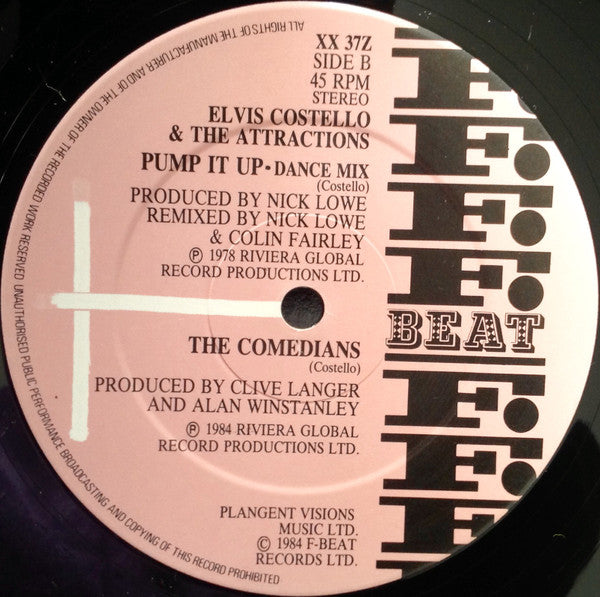 XX 37Z
SIDE B
45 RPM
STEREO
ELVIS COSTELLO
& THE ATTRACTIONS
PUMP IT UP • DANCE MIX
(Costello)
PRODUCED BY NICK LOWE
REMIXED BY NICK LOWE
& COLIN FAIRLEY
℗ 1978 RIVIERA GLOBAL
RECORD PRODUCTIONS LTD.
THE COMEDIANS
(Costello)
PRODUCED BY CLIVE LANGER
AND ALAN WINSTANLEY
℗ 1984 RIVIERA GLOBAL
RECORD PRODUCTIONS LTD.
PLANGENT VISIONS
MUSIC LTD.
© 1984 F-BEAT
RECORDS LTD.
F.
F.
F.
F. BEAT
F.
F.
F.
ALL RIGHTS OF THE MANUFACTURER AND OF THE OWNER OF THE RECORDED WORK RESERVED UNAUTHORISED PUBLIC PERFORMANCE BROADCASTING AND COPYING OF THIS RECORD PROHIBITED